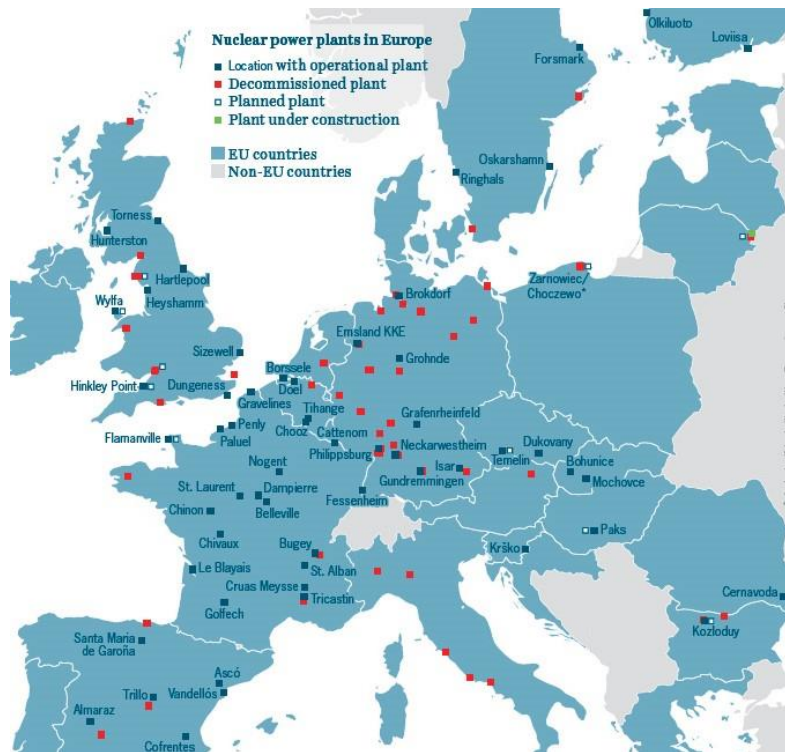 Nuclear power plants in Europe
Location with operational plant
Decommissioned plant
Planned plant
Plant under construction
EU countries
Non-EU countries
Olkiluoto
Loviisa
Forsmark
Oskarshamn
Ringhals
Torness
Hunterston
Hartlepool
Heyshamm
Wylfa
Sizewell
Hinkley Point
Dungeness
Brokdorf
Zarnowiec/
Choczewo*
Emsland KKE
Grohnde
Borssele
Doel
Gravelines
Tihange
Chooz
Grafenrheinfeld
Penly
Paluel
Cattenom
Flamanville
Philippsburg
Neckarwestheim
Dukovany
Temelin
Bohunice
Mochovce
Nogent
Isar
Gundremmingen
St. Laurent
Dampierre
Belleville
Fessenheim
Chinon
Paks
Chivaux
Bugey
Krško
Le Blayais
St. Alban
Cruas Meysse
Tricastin
Golfech
Cernavoda
Kozloduy
Santa Maria
de Garoña
Ascó
Trillo
Vandellós
Almaraz
Cofrentes